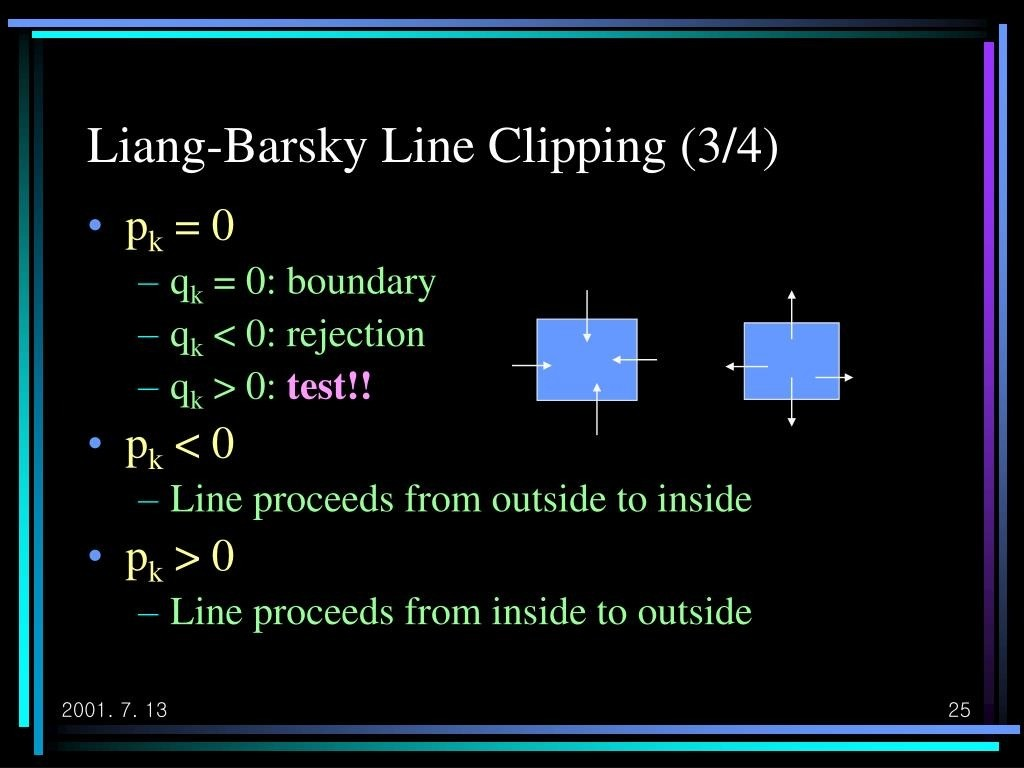 Liang-Barsky Line Clipping (3/4)
• pk = 0
– qk = 0: boundary
– qk < 0: rejection
– qk > 0: test!!
• pk < 0
– Line proceeds from outside to inside
• pk > 0
– Line proceeds from inside to outside
2001. 7. 13
25